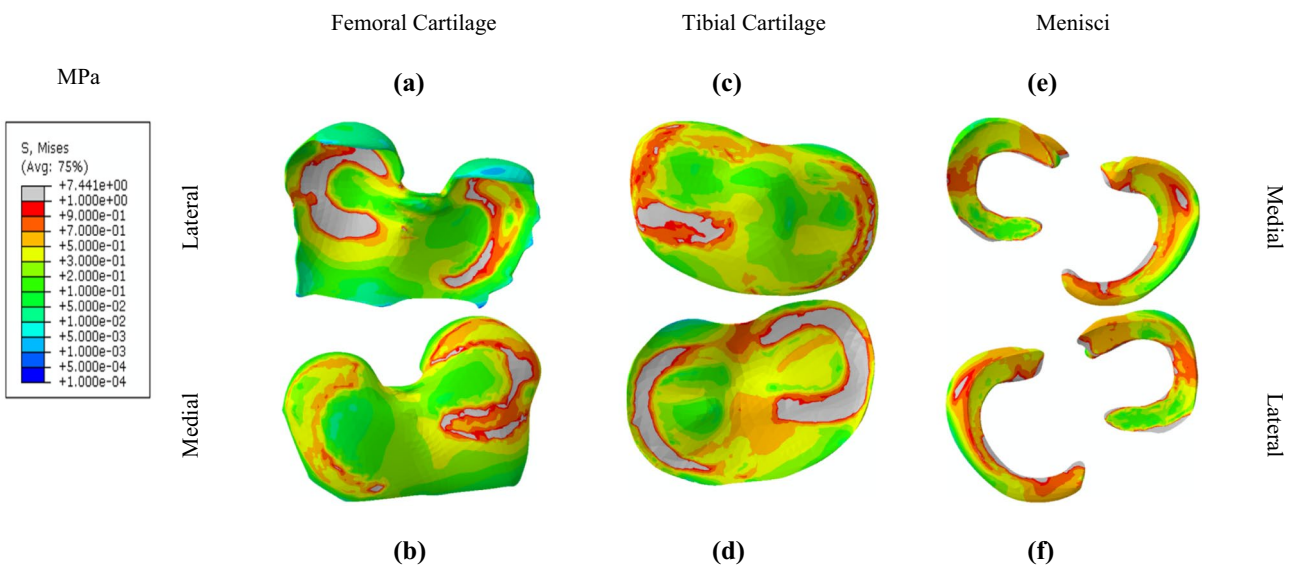 Femoral Cartilage Tibial Cartilage Menisci
MPa
(a) (c) (e)
S, Mises
(Avg: 75%)
+7.441e+00
+1.000e+00
+9.000e-01
+7.000e-01
+5.000e-01
+3.000e-01
+2.000e-01
+1.000e-01
+5.000e-02
+1.000e-02
+5.000e-03
+1.000e-03
+5.000e-04
+1.000e-04
Lateral
Medial
Medial
Lateral
(b) (d) (f)